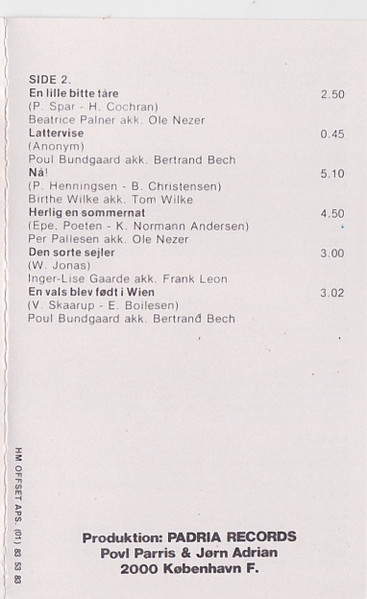 SIDE 2.
En lille bitte tåre 2.50
(P. Spar - H. Cochran)
Beatrice Palner akk. Ole Nezer
Lattervise 0.45
(Anonym)
Poul Bundgaard akk. Bertrand Bech
Nå! 5.10
(P. Henningsen - B. Christensen)
Birthe Wilke akk. Tom Wilke
Herlig en sommernat 4.50
(Epe, Poeten - K. Normann Andersen)
Per Pallesen akk. Ole Nezer
Den sorte sejler 3.00
(W. Jonas)
Inger-Lise Gaarde akk. Frank Leon
En vals blev født i Wien 3.02
(V. Skaarup - E. Boilesen)
Poul Bundgaard akk. Bertrand Bech
HM OFFSET APS. (01) 83 53 83
Produktion: PADRIA RECORDS
Povl Parris & Jørn Adrian
2000 København F.